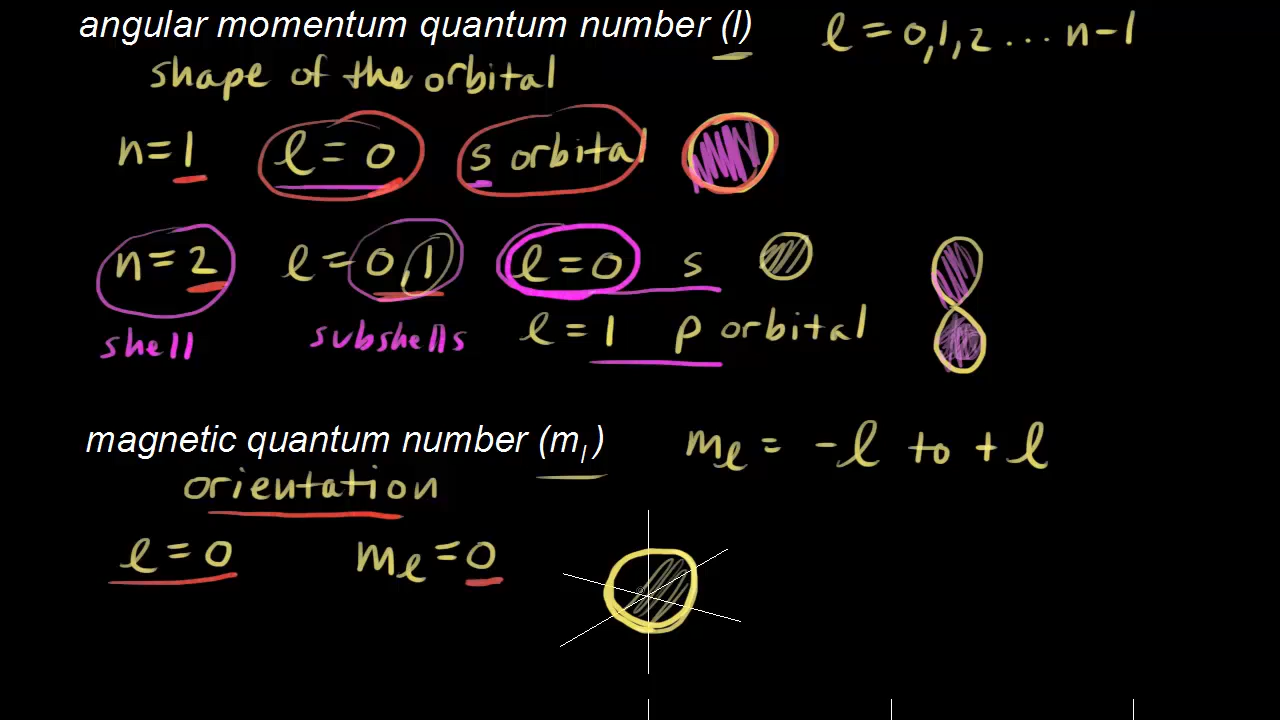 angular momentum quantum number (l) l = 0, 1, 2 ... n-1
shape of the orbital
n=1 l=0 s orbital
n=2 l=0,1 l=0 s
shell subshells l=1 p orbital
magnetic quantum number (mₗ) mₗ = -l to +l
orientation
l=0 mₗ=0